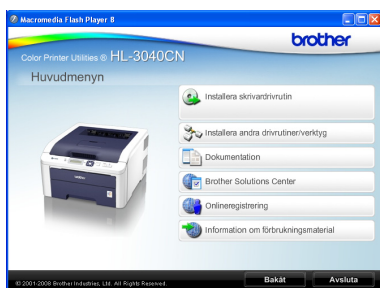 Macromedia Flash Player 8
brother
Color Printer Utilities ® HL-3040CN
Huvudmenyn
Installera skrivardrivrutin
Installera andra drivrutiner/verktyg
Dokumentation
Brother Solutions Center
Onlineregistrering
Information om förbrukningsmaterial
© 2001-2008 Brother Industries, Ltd. All Rights Reserved.
Bakåt
Avsluta